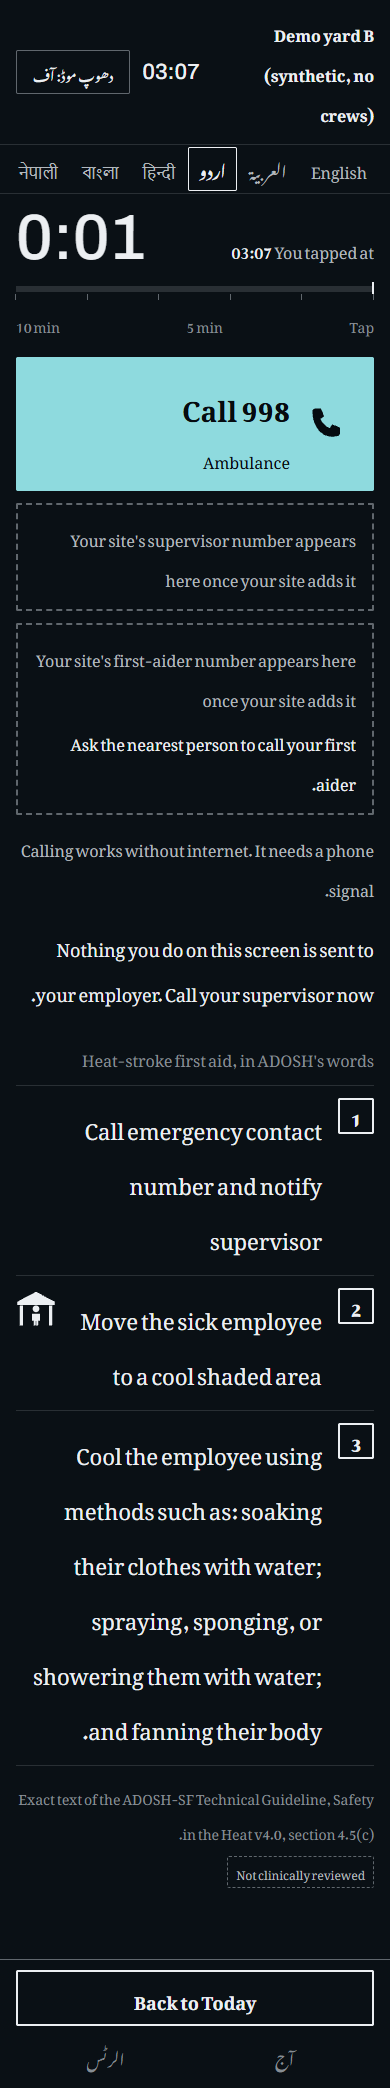 Demo yard B
(synthetic, no
crews)
03:07
دھوپ موڈ: آف
English
العربية
اردو
हिन्दी
বাংলা
नेपाली
0:01
03:07 You tapped at
10 min
5 min
Tap
Call 998
Ambulance
Your site's supervisor number appears
here once your site adds it
Your site's first-aider number appears here
once your site adds it
Ask the nearest person to call your first
aider.
Calling works without internet. It needs a phone
signal.
Nothing you do on this screen is sent to
your employer. Call your supervisor now.
Heat-stroke first aid, in ADOSH's words
1
Call emergency contact
number and notify
supervisor
2
Move the sick employee
to a cool shaded area
3
Cool the employee using
methods such as: soaking
their clothes with water;
spraying, sponging, or
showering them with water;
and fanning their body.
Exact text of the ADOSH-SF Technical Guideline, Safety
in the Heat v4.0, section 4.5(c).
Not clinically reviewed
Back to Today
آج
الرٹس